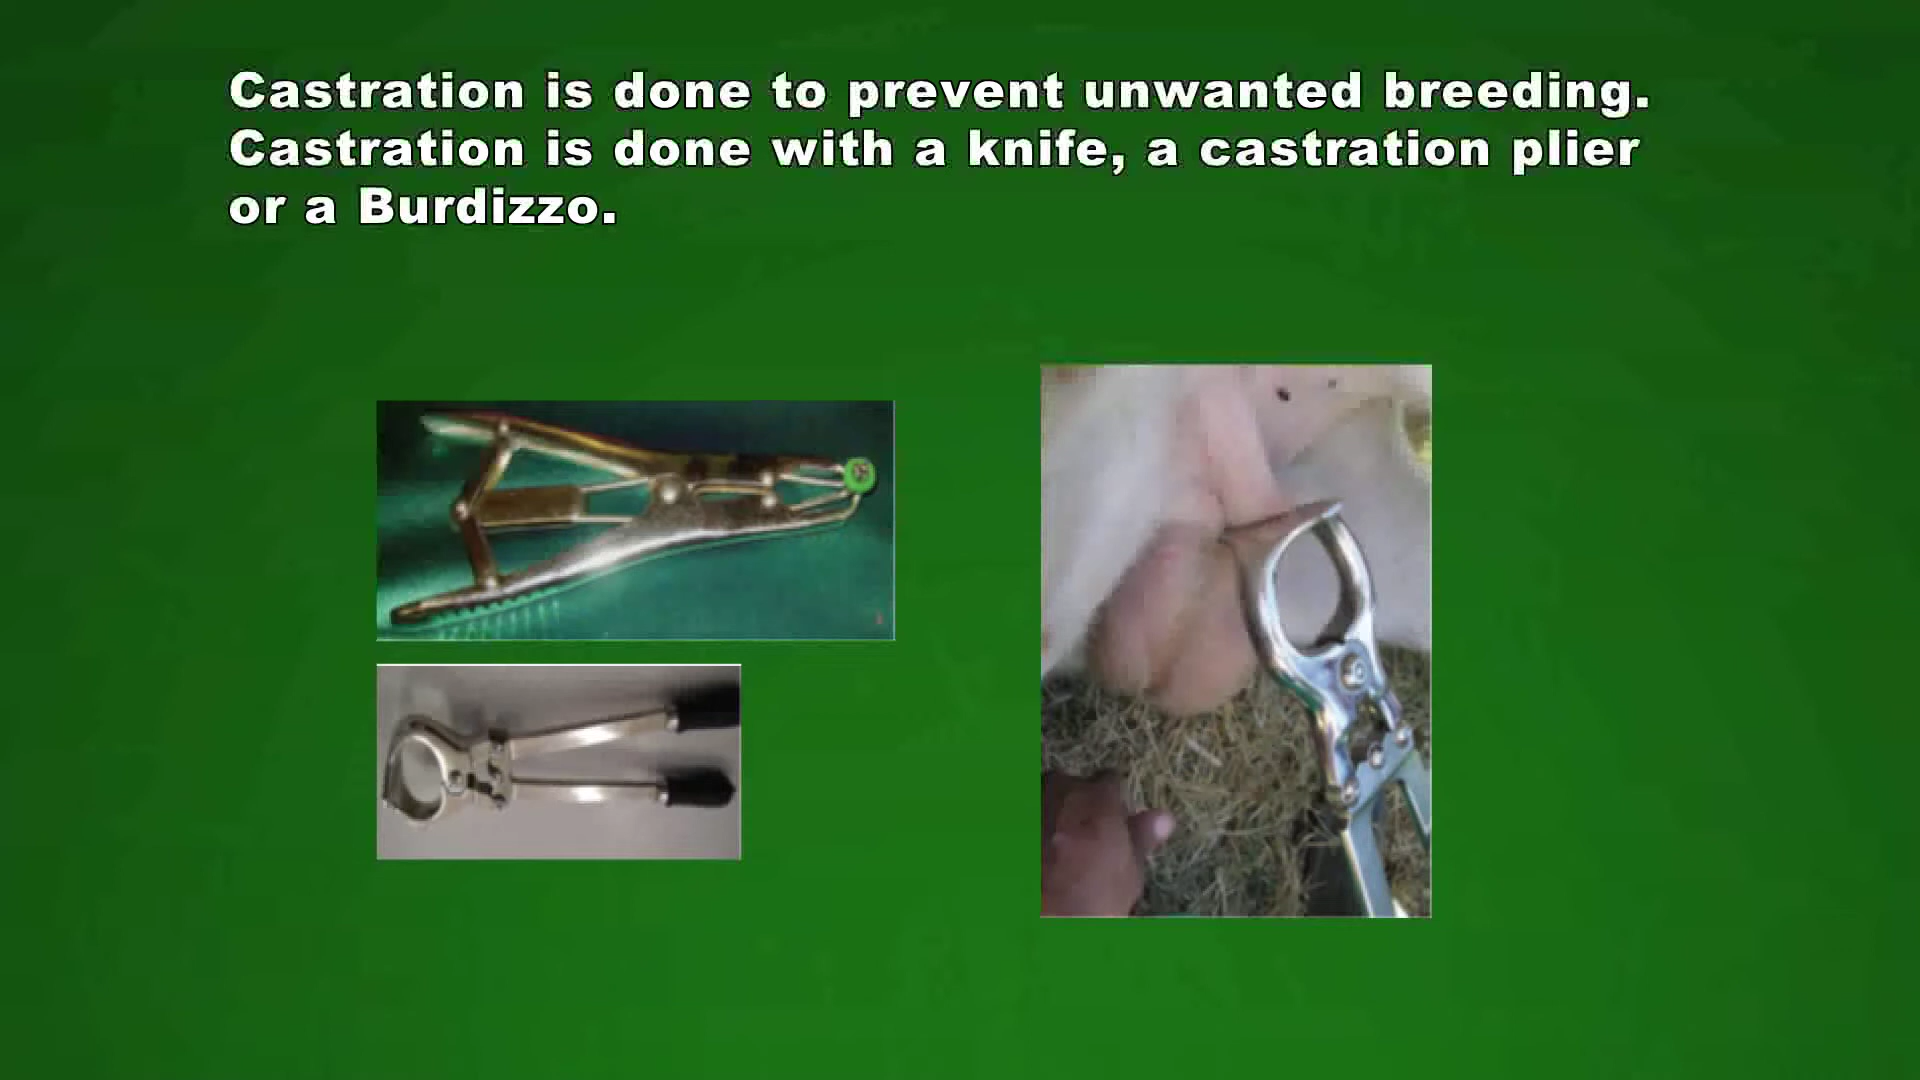 Castration is done to prevent unwanted breeding.
Castration is done with a knife, a castration plier
or a Burdizzo.